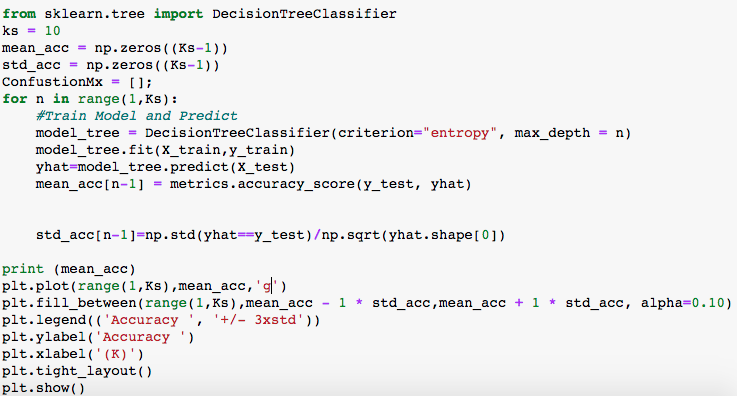 from sklearn.tree import DecisionTreeClassifier
ks = 10
mean_acc = np.zeros((Ks-1))
std_acc = np.zeros((Ks-1))
ConfustionMx = [];
for n in range(1,Ks):
    #Train Model and Predict
    model_tree = DecisionTreeClassifier(criterion="entropy", max_depth = n)
    model_tree.fit(X_train,y_train)
    yhat=model_tree.predict(X_test)
    mean_acc[n-1] = metrics.accuracy_score(y_test, yhat)
    std_acc[n-1]=np.std(yhat==y_test)/np.sqrt(yhat.shape[0])
print (mean_acc)
plt.plot(range(1,Ks),mean_acc,'g')
plt.fill_between(range(1,Ks),mean_acc - 1 * std_acc,mean_acc + 1 * std_acc, alpha=0.10)
plt.legend(('Accuracy ', '+/- 3xstd'))
plt.ylabel('Accuracy ')
plt.xlabel('(K)')
plt.tight_layout()
plt.show()